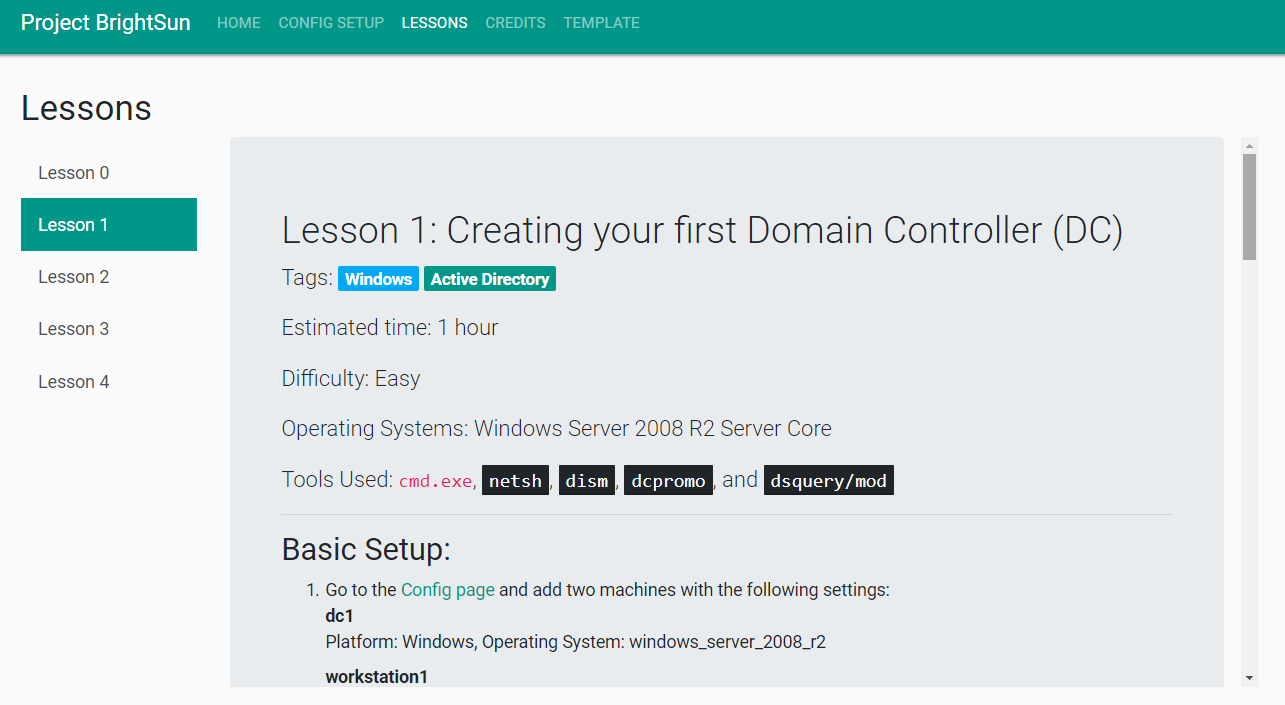 Project BrightSun HOME CONFIG SETUP LESSONS CREDITS TEMPLATE
Lessons
Lesson 0
Lesson 1
Lesson 2
Lesson 3
Lesson 4
Lesson 1: Creating your first Domain Controller (DC)
Tags: Windows Active Directory
Estimated time: 1 hour
Difficulty: Easy
Operating Systems: Windows Server 2008 R2 Server Core
Tools Used: cmd.exe, netsh, dism, dcpromo, and dsquery/mod
Basic Setup:
1. Go to the Config page and add two machines with the following settings:
dc1
Platform: Windows, Operating System: windows_server_2008_r2
workstation1